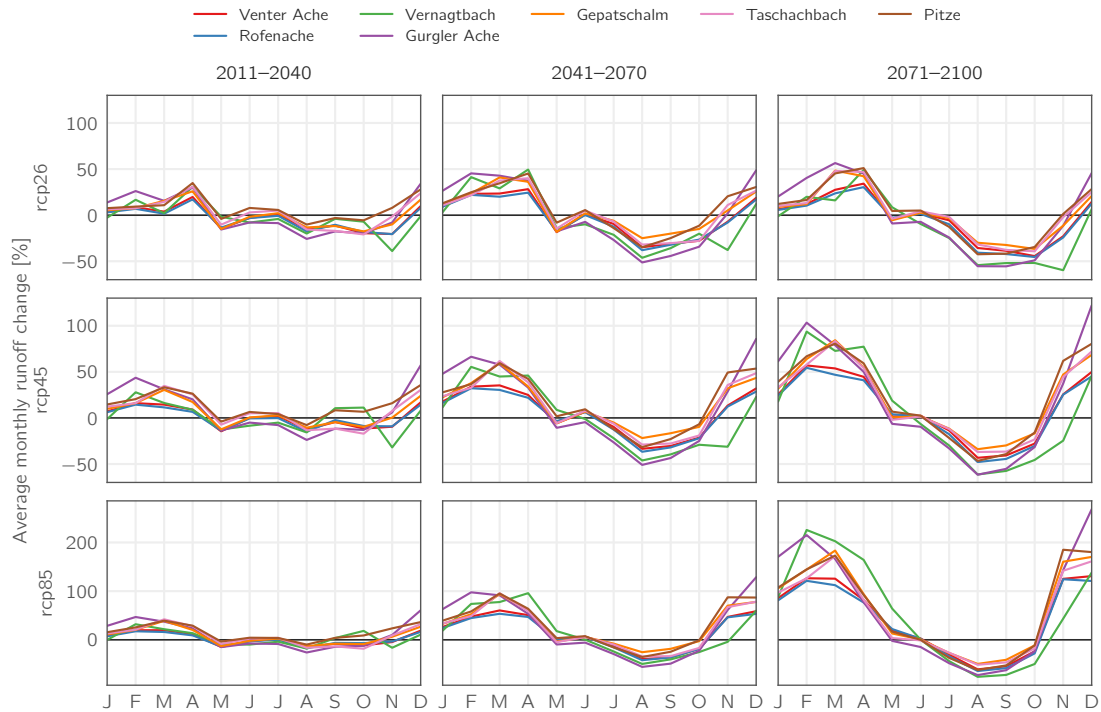 Venter Ache Vernagtbach Gepatschalm Taschachbach Pitze
Rofenache Gurgler Ache
2011–2040 2041–2070 2071–2100
Average monthly runoff change [%]
rcp26
100
50
0
−50
rcp45
100
50
0
−50
rcp85
200
100
0
J F M A M J J A S O N D J F M A M J J A S O N D J F M A M J J A S O N D